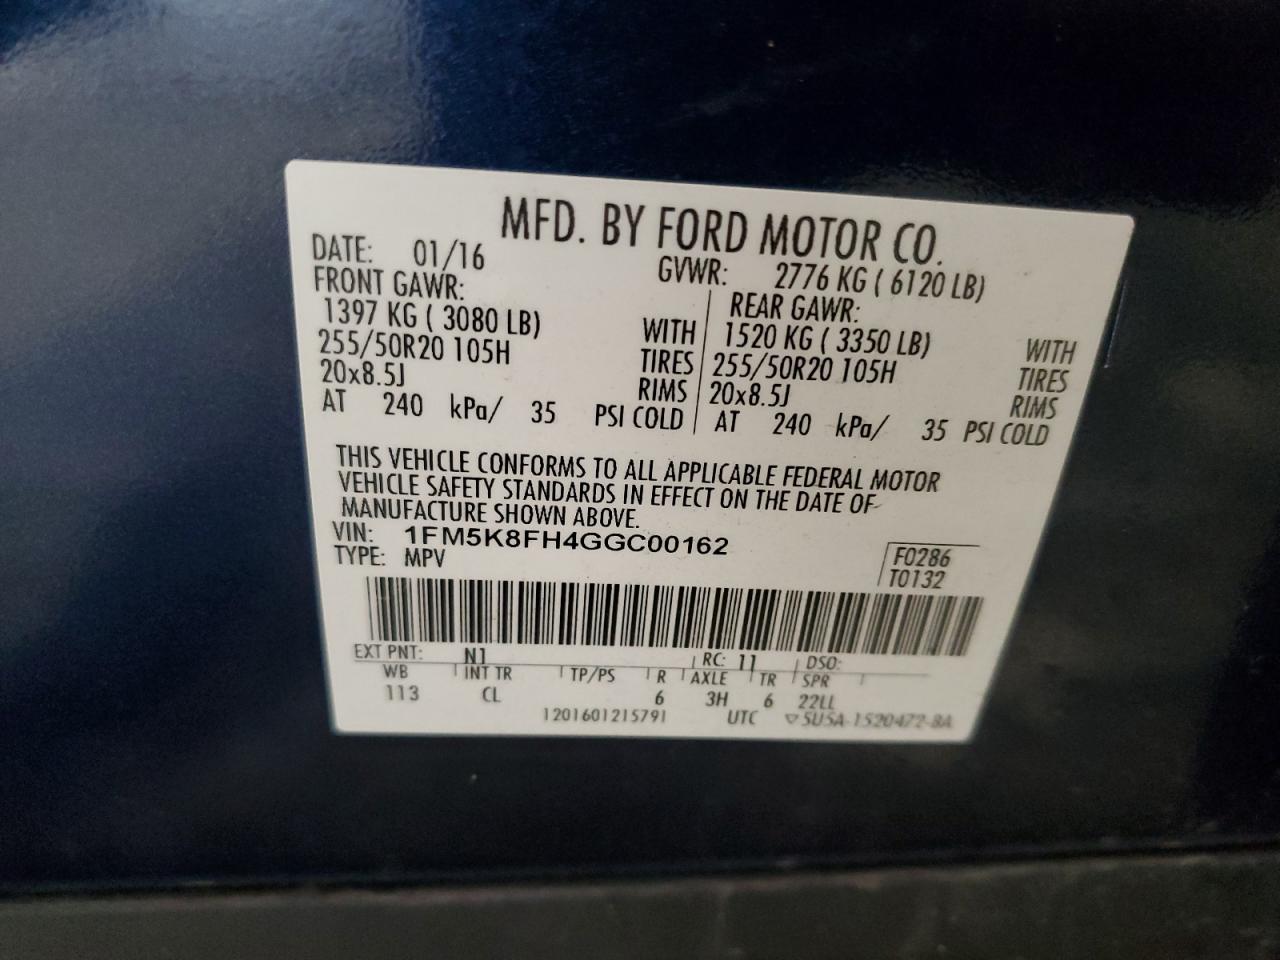 MFD. BY FORD MOTOR CO.
DATE: 01/16 GVWR: 2776 KG ( 6120 LB)
FRONT GAWR: REAR GAWR:
1397 KG ( 3080 LB) WITH 1520 KG ( 3350 LB) WITH
255/50R20 105H TIRES 255/50R20 105H TIRES
20x8.5J RIMS 20x8.5J RIMS
AT 240 kPa/ 35 PSI COLD AT 240 kPa/ 35 PSI COLD
THIS VEHICLE CONFORMS TO ALL APPLICABLE FEDERAL MOTOR
VEHICLE SAFETY STANDARDS IN EFFECT ON THE DATE OF
MANUFACTURE SHOWN ABOVE.
VIN: 1FM5K8FH4GGC00162
TYPE: MPV
F0286
T0132
EXT PNT: N1 RC: 11 DSO:
WB INT TR TP/PS R AXLE TR SPR
113 CL 6 3H 6 22LL
1201601215791 UTC ▽5U5A-1520472-BA